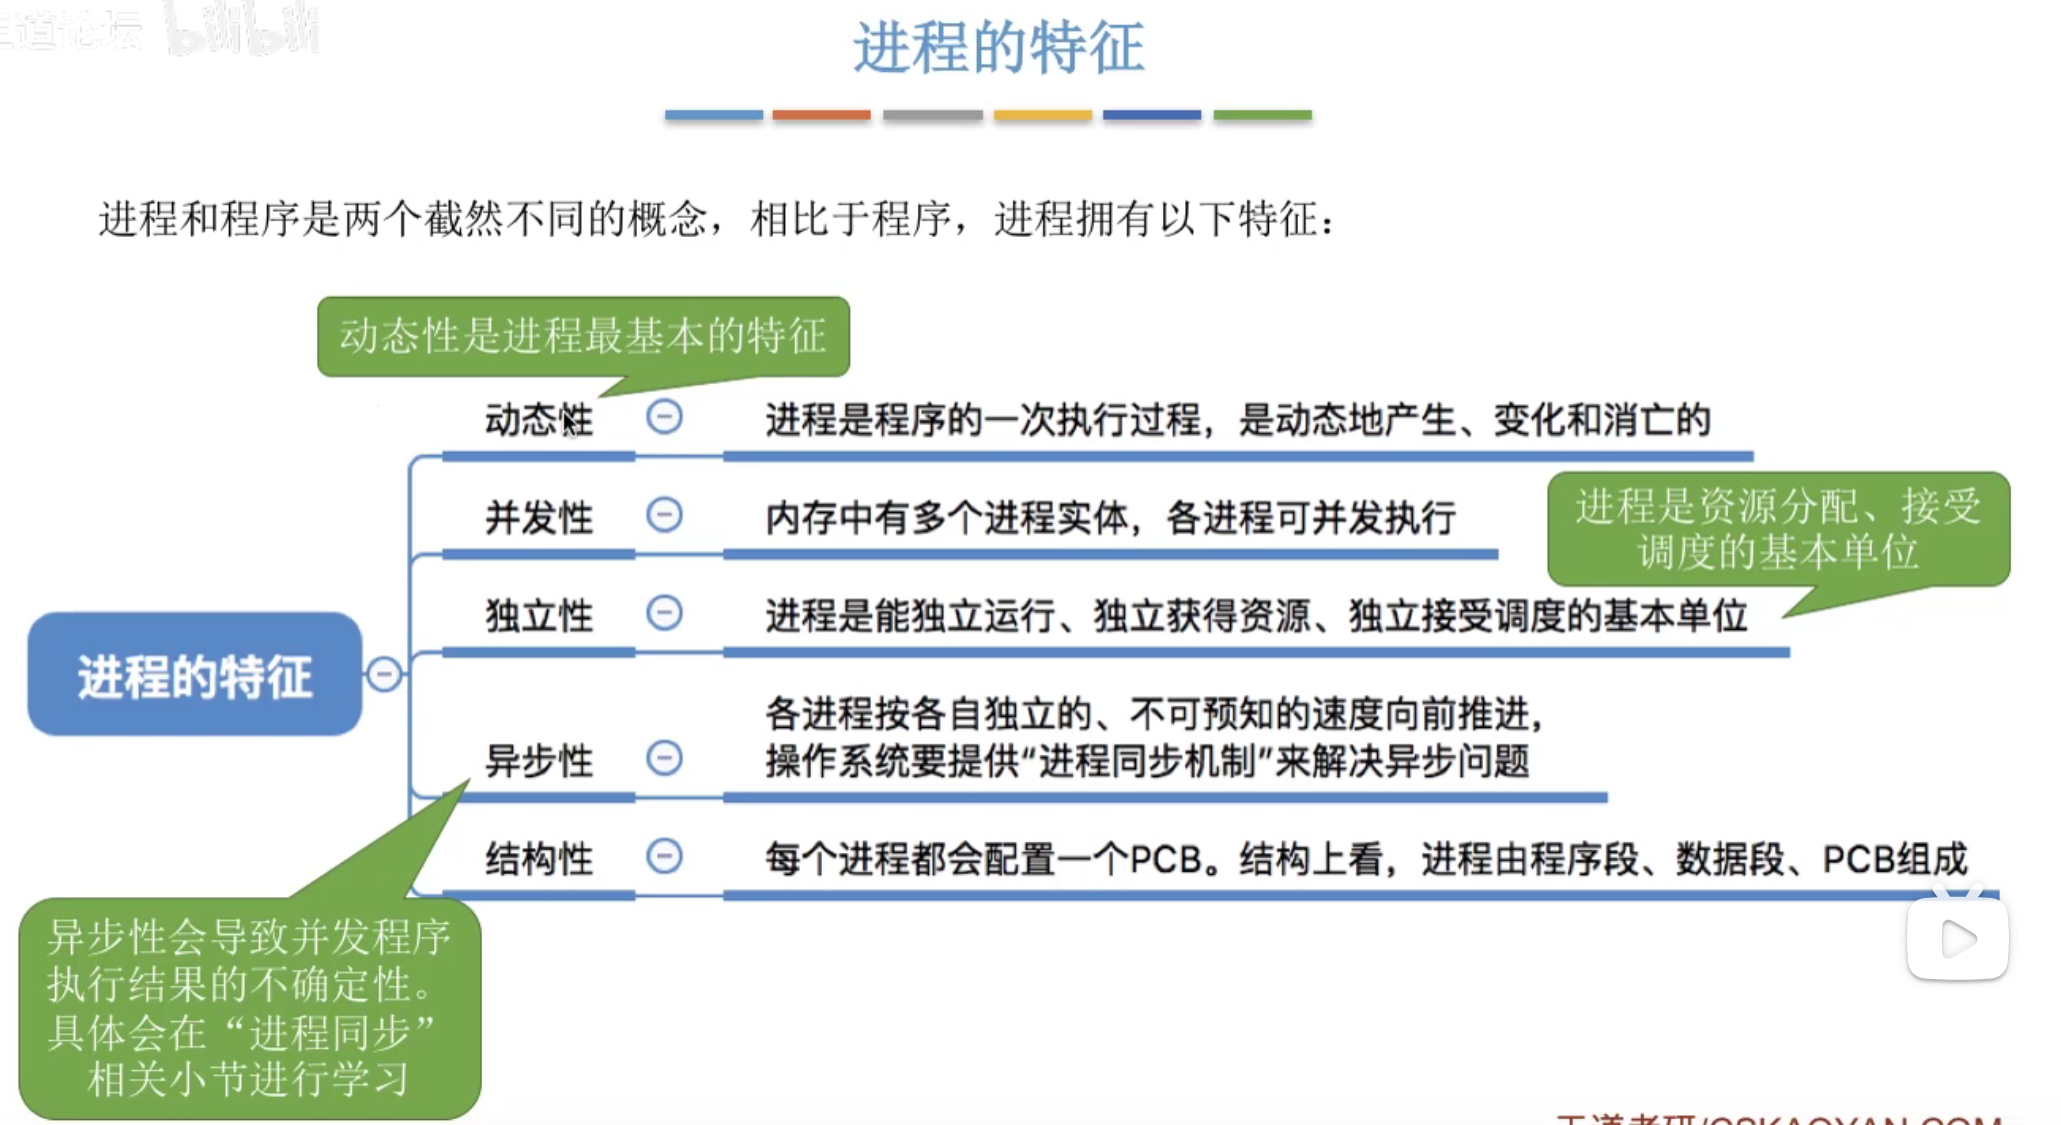 王道论坛 bilibili
进程的特征
进程和程序是两个截然不同的概念，相比于程序，进程拥有以下特征：
动态性是进程最基本的特征
动态性
进程是程序的一次执行过程，是动态地产生、变化和消亡的
并发性
内存中有多个进程实体，各进程可并发执行
进程是资源分配、接受
调度的基本单位
独立性
进程是能独立运行、独立获得资源、独立接受调度的基本单位
进程的特征
异步性
各进程按各自独立的、不可预知的速度向前推进，
操作系统要提供“进程同步机制”来解决异步问题
结构性
每个进程都会配置一个PCB。结构上看，进程由程序段、数据段、PCB组成
异步性会导致并发程序
执行结果的不确定性。
具体会在“进程同步”
相关小节进行学习
王道考研/CSKAOYAN.COM